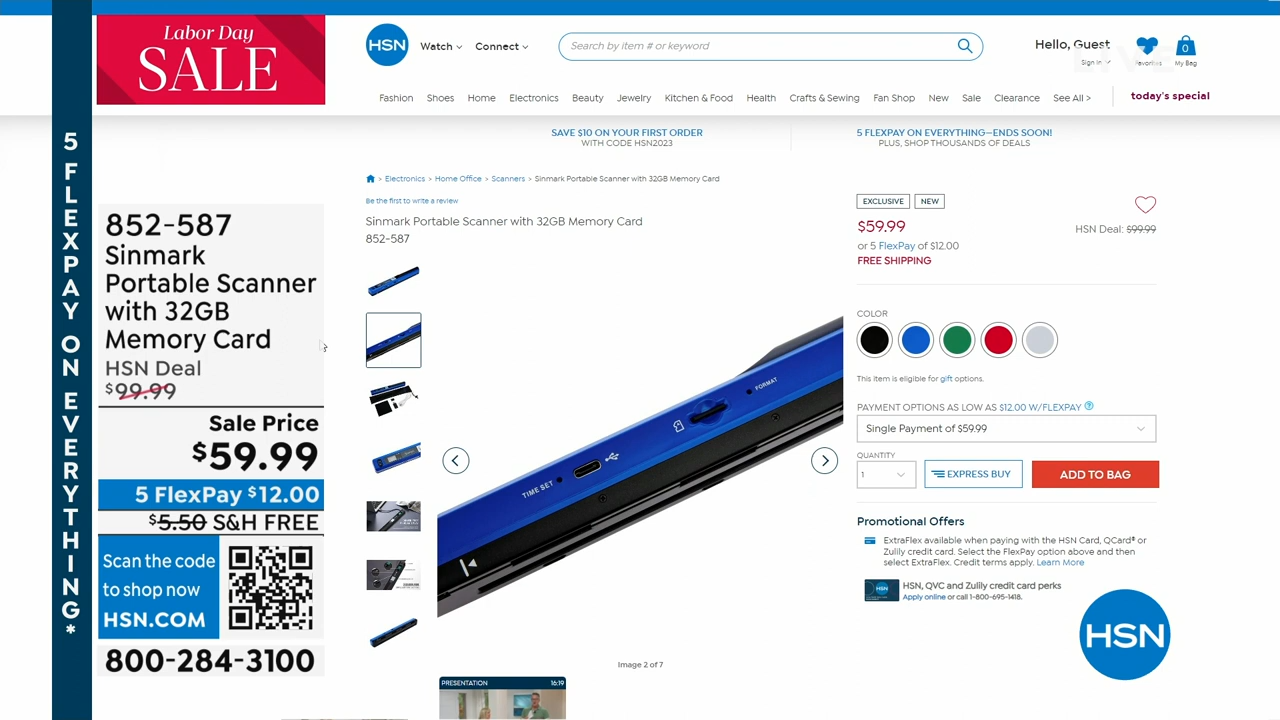 Labor Day
SALE
5 FLEXPAY ON EVERYTHING*
852-587
Sinmark
Portable Scanner
with 32GB
Memory Card
HSN Deal
$99.99
Sale Price
$59.99
5 FlexPay $12.00
$5.50 S&H FREE
Scan the code
to shop now
HSN.COM
800-284-3100
HSN
Watch
Connect
Search by item # or keyword
Hello, Guest
Sign In
Favorites
0
My Bag
Fashion Shoes Home Electronics Beauty Jewelry Kitchen & Food Health Crafts & Sewing Fan Shop New Sale Clearance See All > today's special
SAVE $10 ON YOUR FIRST ORDER
WITH CODE HSN2023
5 FLEXPAY ON EVERYTHING—ENDS SOON!
PLUS, SHOP THOUSANDS OF DEALS
> Electronics > Home Office > Scanners > Sinmark Portable Scanner with 32GB Memory Card
Be the first to write a review
Sinmark Portable Scanner with 32GB Memory Card
852-587
TIME SET
FORMAT
Image 2 of 7
PRESENTATION 16:19
EXCLUSIVE NEW
$59.99
HSN Deal: $99.99
or 5 FlexPay of $12.00
FREE SHIPPING
COLOR
This item is eligible for gift options.
PAYMENT OPTIONS AS LOW AS $12.00 W/FLEXPAY ?
Single Payment of $59.99
QUANTITY
1
EXPRESS BUY
ADD TO BAG
Promotional Offers
ExtraFlex available when paying with the HSN Card, QCard® or
Zulily credit card. Select the FlexPay option above and then
select ExtraFlex. Credit terms apply. Learn More
HSN
HSN, QVC and Zulily credit card perks
Apply online or call 1-800-695-1418.
HSN